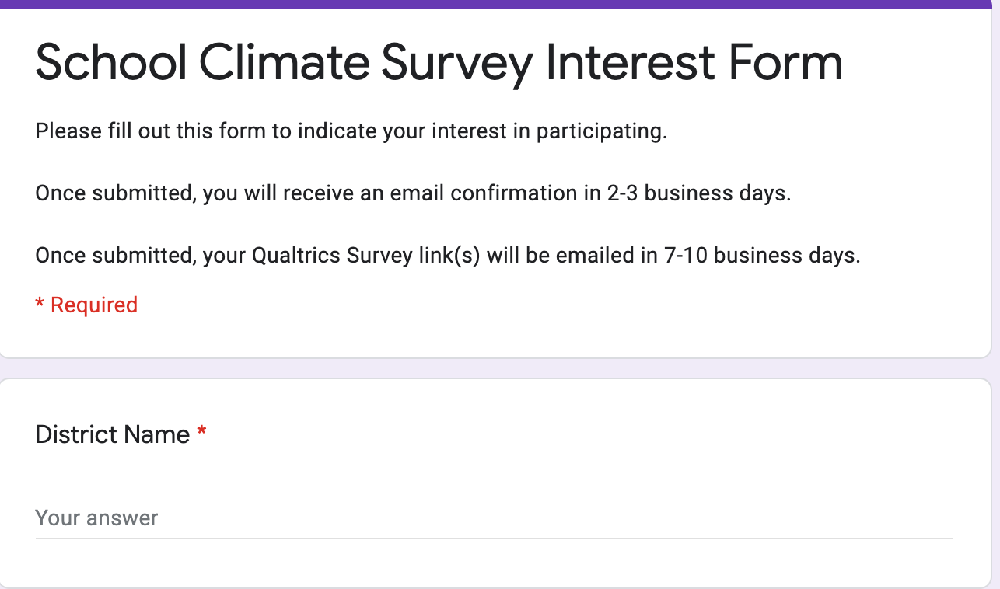 School Climate Survey Interest Form
Please fill out this form to indicate your interest in participating.
Once submitted, you will receive an email confirmation in 2-3 business days.
Once submitted, your Qualtrics Survey link(s) will be emailed in 7-10 business days.
* Required
District Name *
Your answer